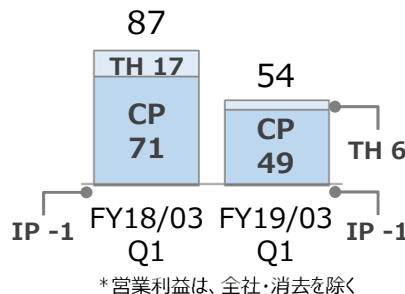 87
TH 17
54
CP
71
CP
49
TH 6
IP -1
FY18/03
Q1
FY19/03
Q1
IP -1
*営業利益は、全社・消去を除く